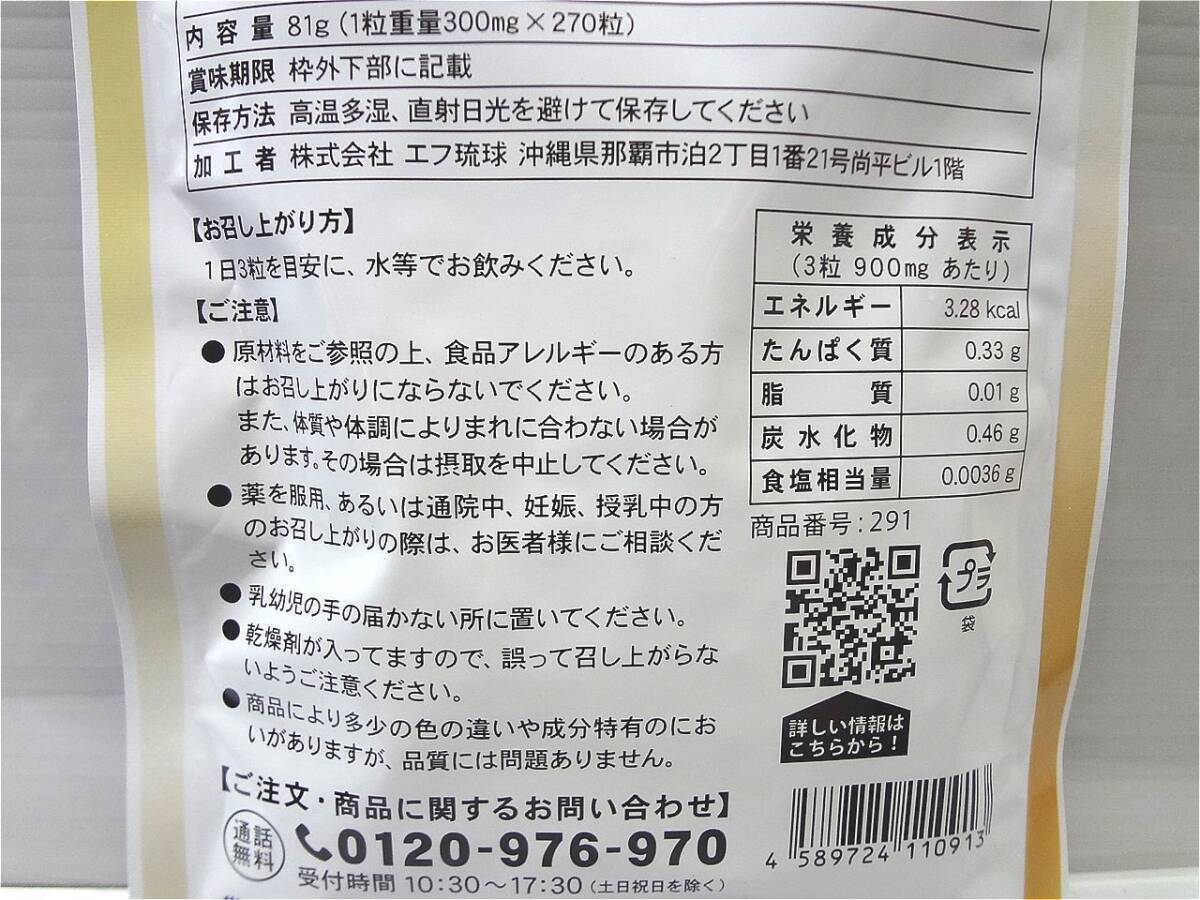 内容量 81g（1粒重量300mg×270粒）
賞味期限 枠外下部に記載
保存方法 高温多湿、直射日光を避けて保存してください
加工者 株式会社 エフ琉球 沖縄県那覇市泊2丁目1番21号尚平ビル1階
【お召し上がり方】
1日3粒を目安に、水等でお飲みください。
【ご注意】
●原材料をご参照の上、食品アレルギーのある方
はお召し上がりにならないでください。
また、体質や体調によりまれに合わない場合が
あります。その場合は摂取を中止してください。
●薬を服用、あるいは通院中、妊娠、授乳中の方
のお召し上がりの際は、お医者様にご相談くだ
さい。
●乳幼児の手の届かない所に置いてください。
●乾燥剤が入ってますので、誤って召し上がらな
いようご注意ください。
●商品により多少の色の違いや成分特有のにお
いがありますが、品質には問題ありません。
【ご注文・商品に関するお問い合わせ】
通話
無料
0120-976-970
受付時間 10:30～17:30（土日祝日を除く）
栄養成分表示
（3粒 900mg あたり）
エネルギー 3.28 kcal
たんぱく質 0.33 g
脂質 0.01 g
炭水化物 0.46 g
食塩相当量 0.0036 g
商品番号：291
プラ
袋
詳しい情報は
こちらから！
4 589724 110913